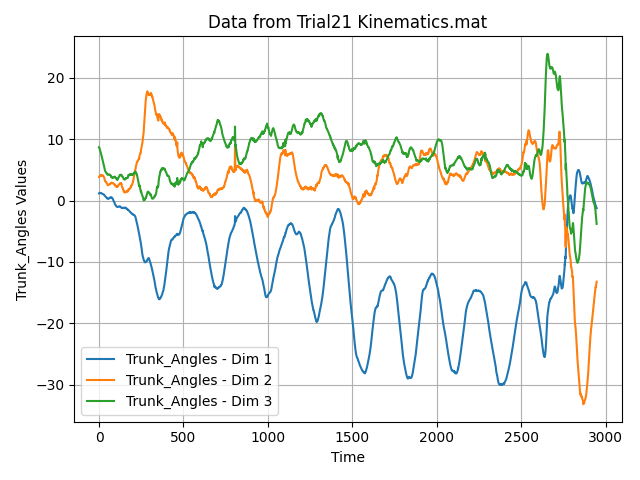 Data from Trial21 Kinematics.mat
Trunk_Angles Values
20
10
0
−10
−20
−30
Trunk_Angles - Dim 1
Trunk_Angles - Dim 2
Trunk_Angles - Dim 3
0 500 1000 1500 2000 2500 3000
Time